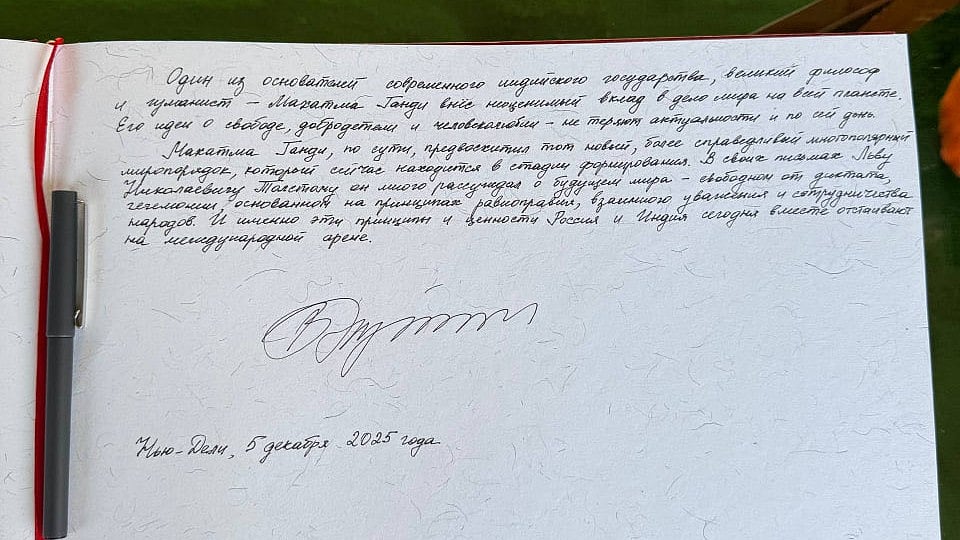 Один из основателей современного индийского государства, великий философ
и гуманист – Махатма Ганди внёс неоценимый вклад в дело мира на всей планете.
Его идеи о свободе, добродетели и человеколюбии – не теряют актуальности и по сей день.
Махатма Ганди, по сути, предвосхитил тот новый, более справедливый многополярный
миропорядок, который сейчас находится в стадии формирования. В своих письмах Льву
Николаевичу Толстому он много рассуждал о будущем мира – свободном от диктата,
гегемонии, основанном на принципах равноправия, взаимного уважения и сотрудничества
народов. И именно эти принципы и ценности Россия и Индия сегодня вместе отстаивают
на международной арене.
Нью-Дели, 5 декабря 2025 года